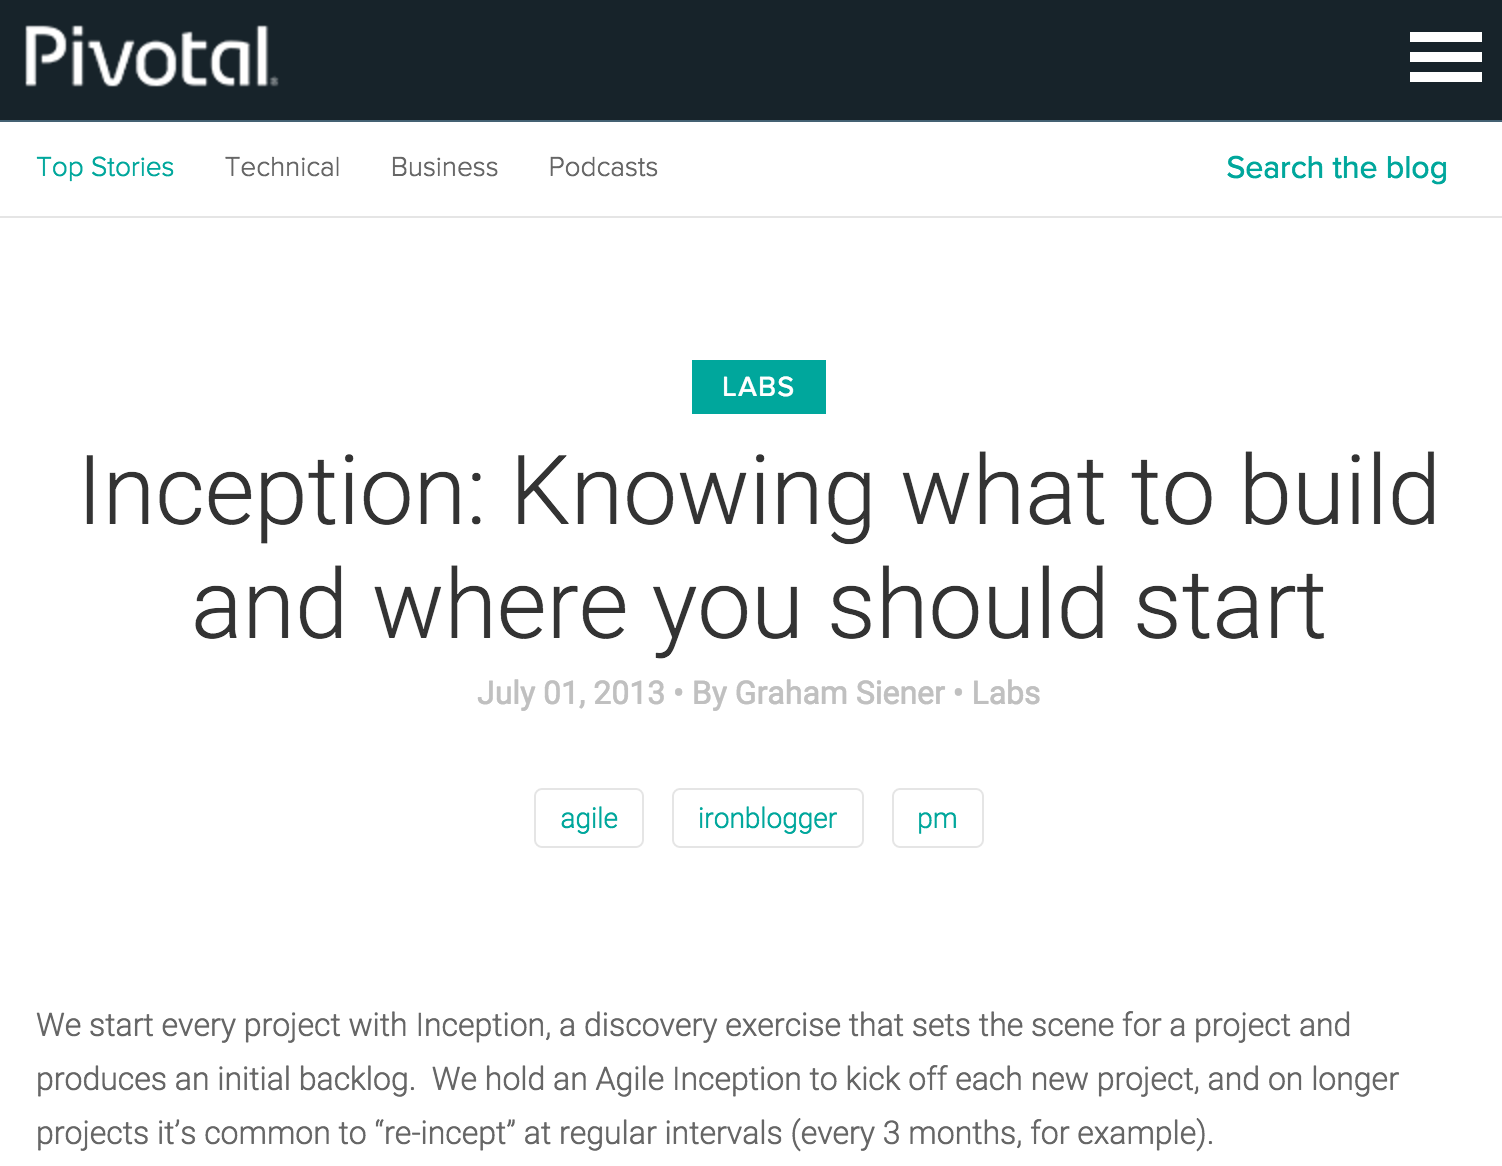 Pivotal
Top Stories Technical Business Podcasts Search the blog
LABS
Inception: Knowing what to build
and where you should start
July 01, 2013 • By Graham Siener • Labs
agile ironblogger pm
We start every project with Inception, a discovery exercise that sets the scene for a project and
produces an initial backlog.  We hold an Agile Inception to kick off each new project, and on longer
projects it’s common to “re-incept” at regular intervals (every 3 months, for example).